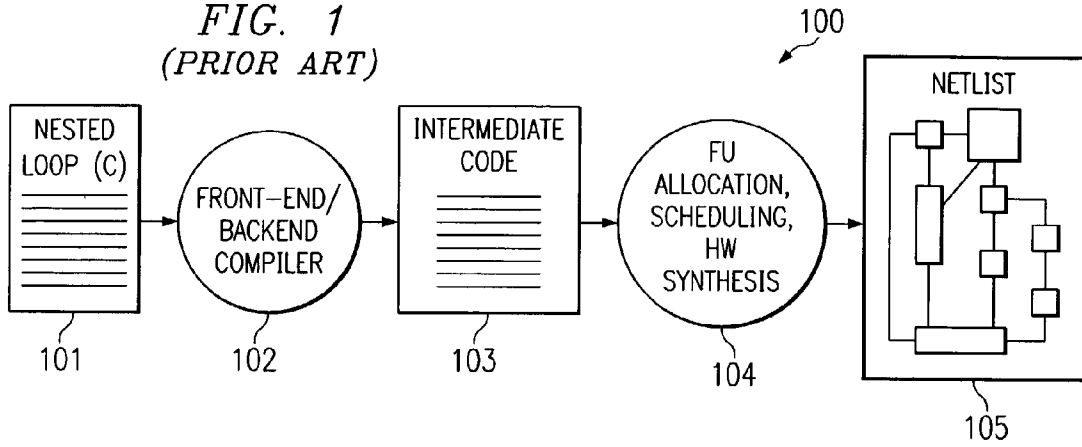 FIG. 1
(PRIOR ART)
100
NESTED
LOOP (C)
101
FRONT-END/
BACKEND
COMPILER
102
INTERMEDIATE
CODE
103
FU
ALLOCATION,
SCHEDULING,
HW
SYNTHESIS
104
NETLIST
105